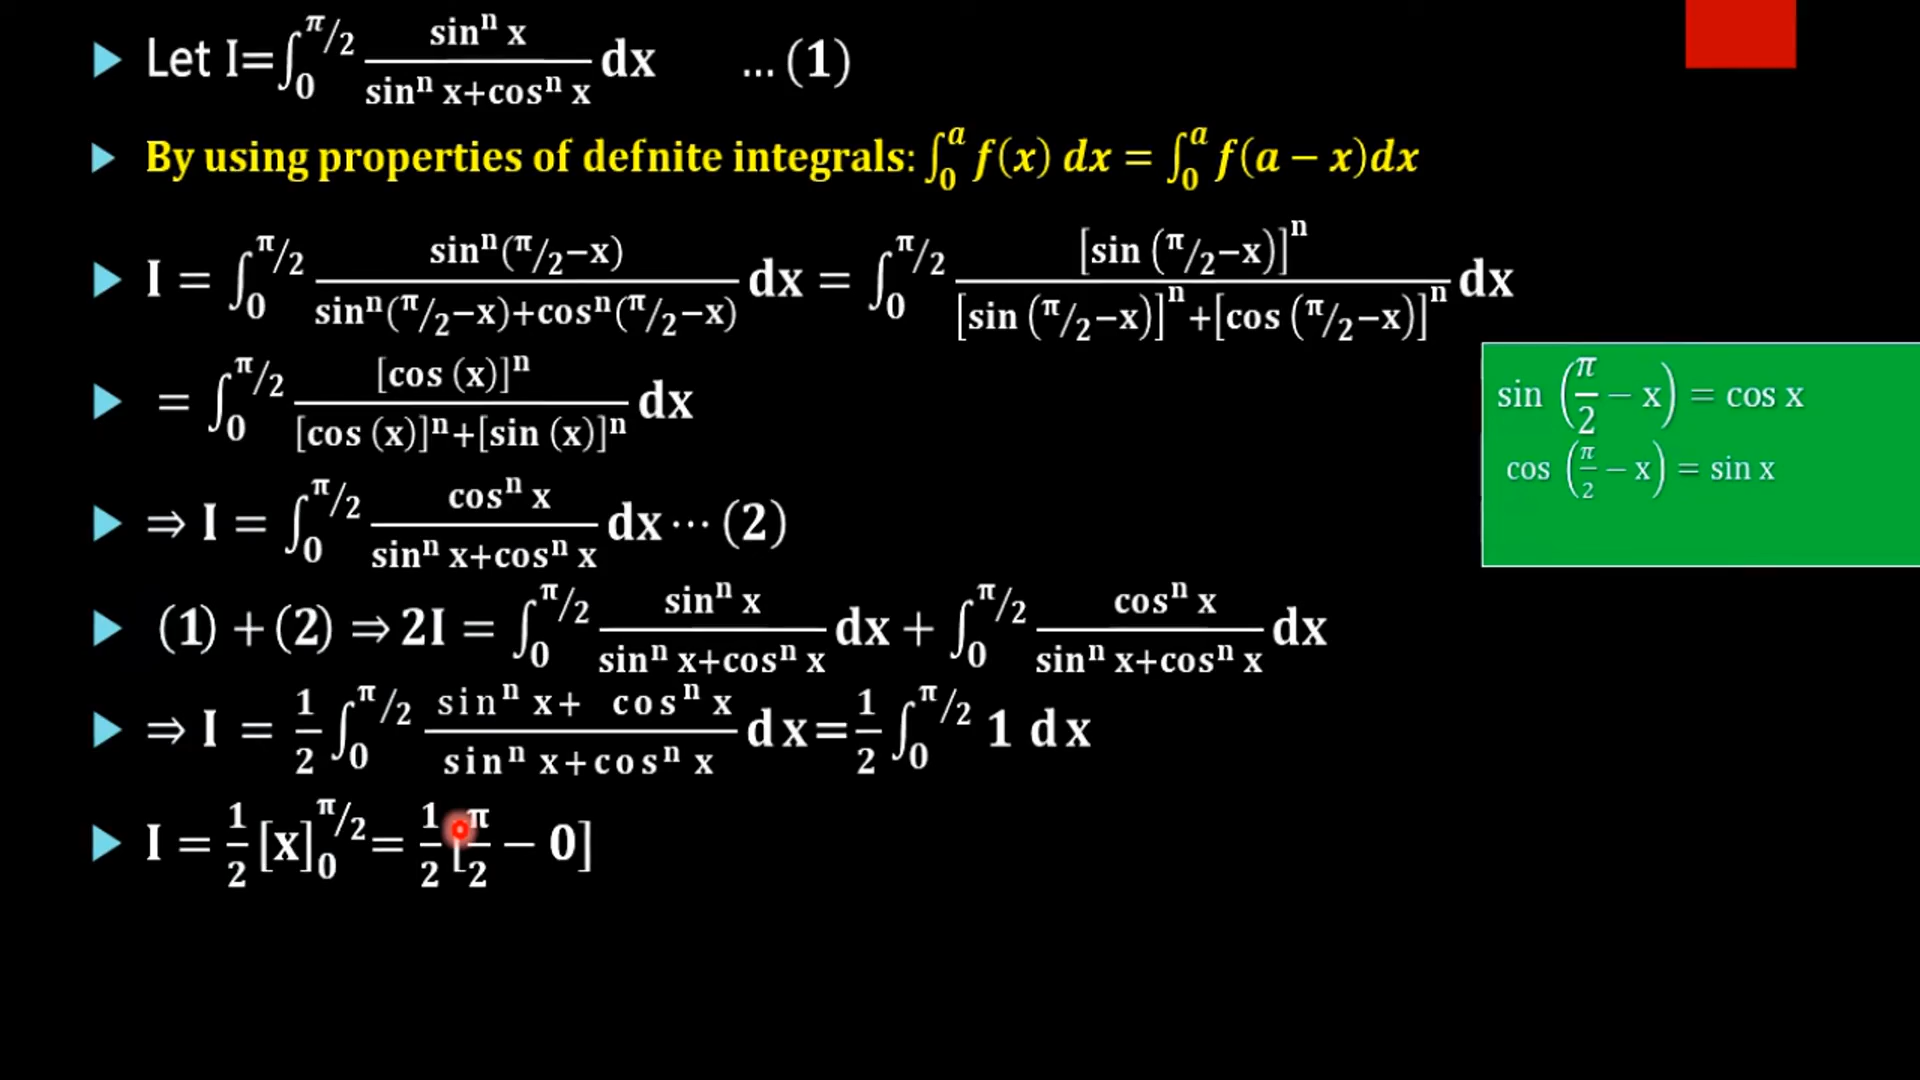 Let I=∫₀^{π/2} sinⁿ x / (sinⁿ x+cosⁿ x) dx ...(1)
By using properties of defnite integrals: ∫₀^a f(x) dx = ∫₀^a f(a − x)dx
I = ∫₀^{π/2} sinⁿ(π/2−x) / (sinⁿ(π/2−x)+cosⁿ(π/2−x)) dx = ∫₀^{π/2} [sin (π/2−x)]ⁿ / ([sin (π/2−x)]ⁿ+[cos (π/2−x)]ⁿ) dx
= ∫₀^{π/2} [cos (x)]ⁿ / ([cos (x)]ⁿ+[sin (x)]ⁿ) dx
sin (π/2 − x) = cos x
cos (π/2 − x) = sin x
⇒ I = ∫₀^{π/2} cosⁿ x / (sinⁿ x+cosⁿ x) dx ⋯ (2)
(1) + (2) ⇒ 2I = ∫₀^{π/2} sinⁿ x / (sinⁿ x+cosⁿ x) dx + ∫₀^{π/2} cosⁿ x / (sinⁿ x+cosⁿ x) dx
⇒ I = 1/2 ∫₀^{π/2} (sinⁿ x+ cosⁿ x) / (sinⁿ x+cosⁿ x) dx = 1/2 ∫₀^{π/2} 1 dx
I = 1/2 [x]₀^{π/2} = 1/2 [π/2 − 0]